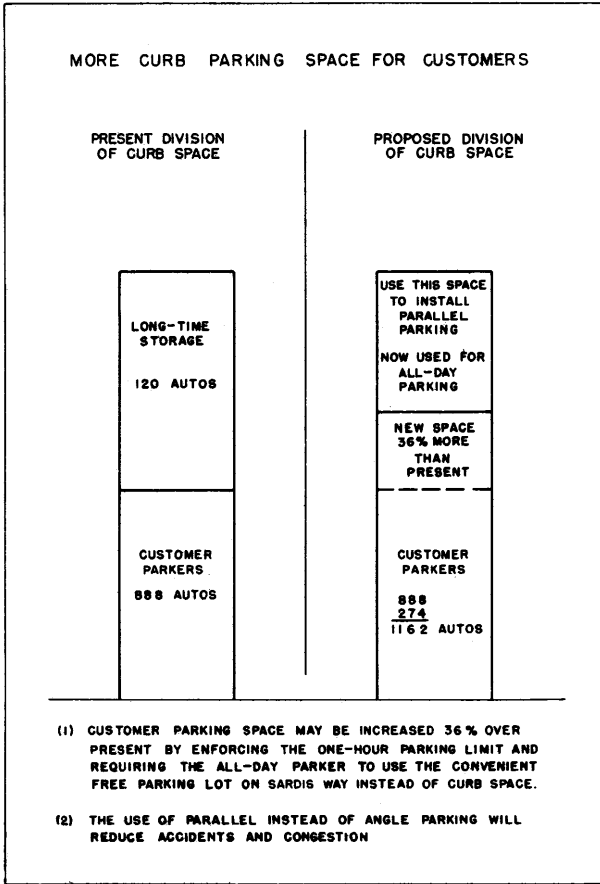 MORE CURB PARKING SPACE FOR CUSTOMERS
PRESENT DIVISION
OF CURB SPACE
LONG-TIME
STORAGE
120 AUTOS
CUSTOMER
PARKERS
888 AUTOS
PROPOSED DIVISION
OF CURB SPACE
USE THIS SPACE
TO INSTALL
PARALLEL
PARKING
NOW USED FOR
ALL-DAY
PARKING
NEW SPACE
36% MORE
THAN
PRESENT
CUSTOMER
PARKERS
888
274
1162 AUTOS
(1) CUSTOMER PARKING SPACE MAY BE INCREASED 36% OVER
PRESENT BY ENFORCING THE ONE-HOUR PARKING LIMIT AND
REQUIRING THE ALL-DAY PARKER TO USE THE CONVENIENT
FREE PARKING LOT ON SARDIS WAY INSTEAD OF CURB SPACE.
(2) THE USE OF PARALLEL INSTEAD OF ANGLE PARKING WILL
REDUCE ACCIDENTS AND CONGESTION